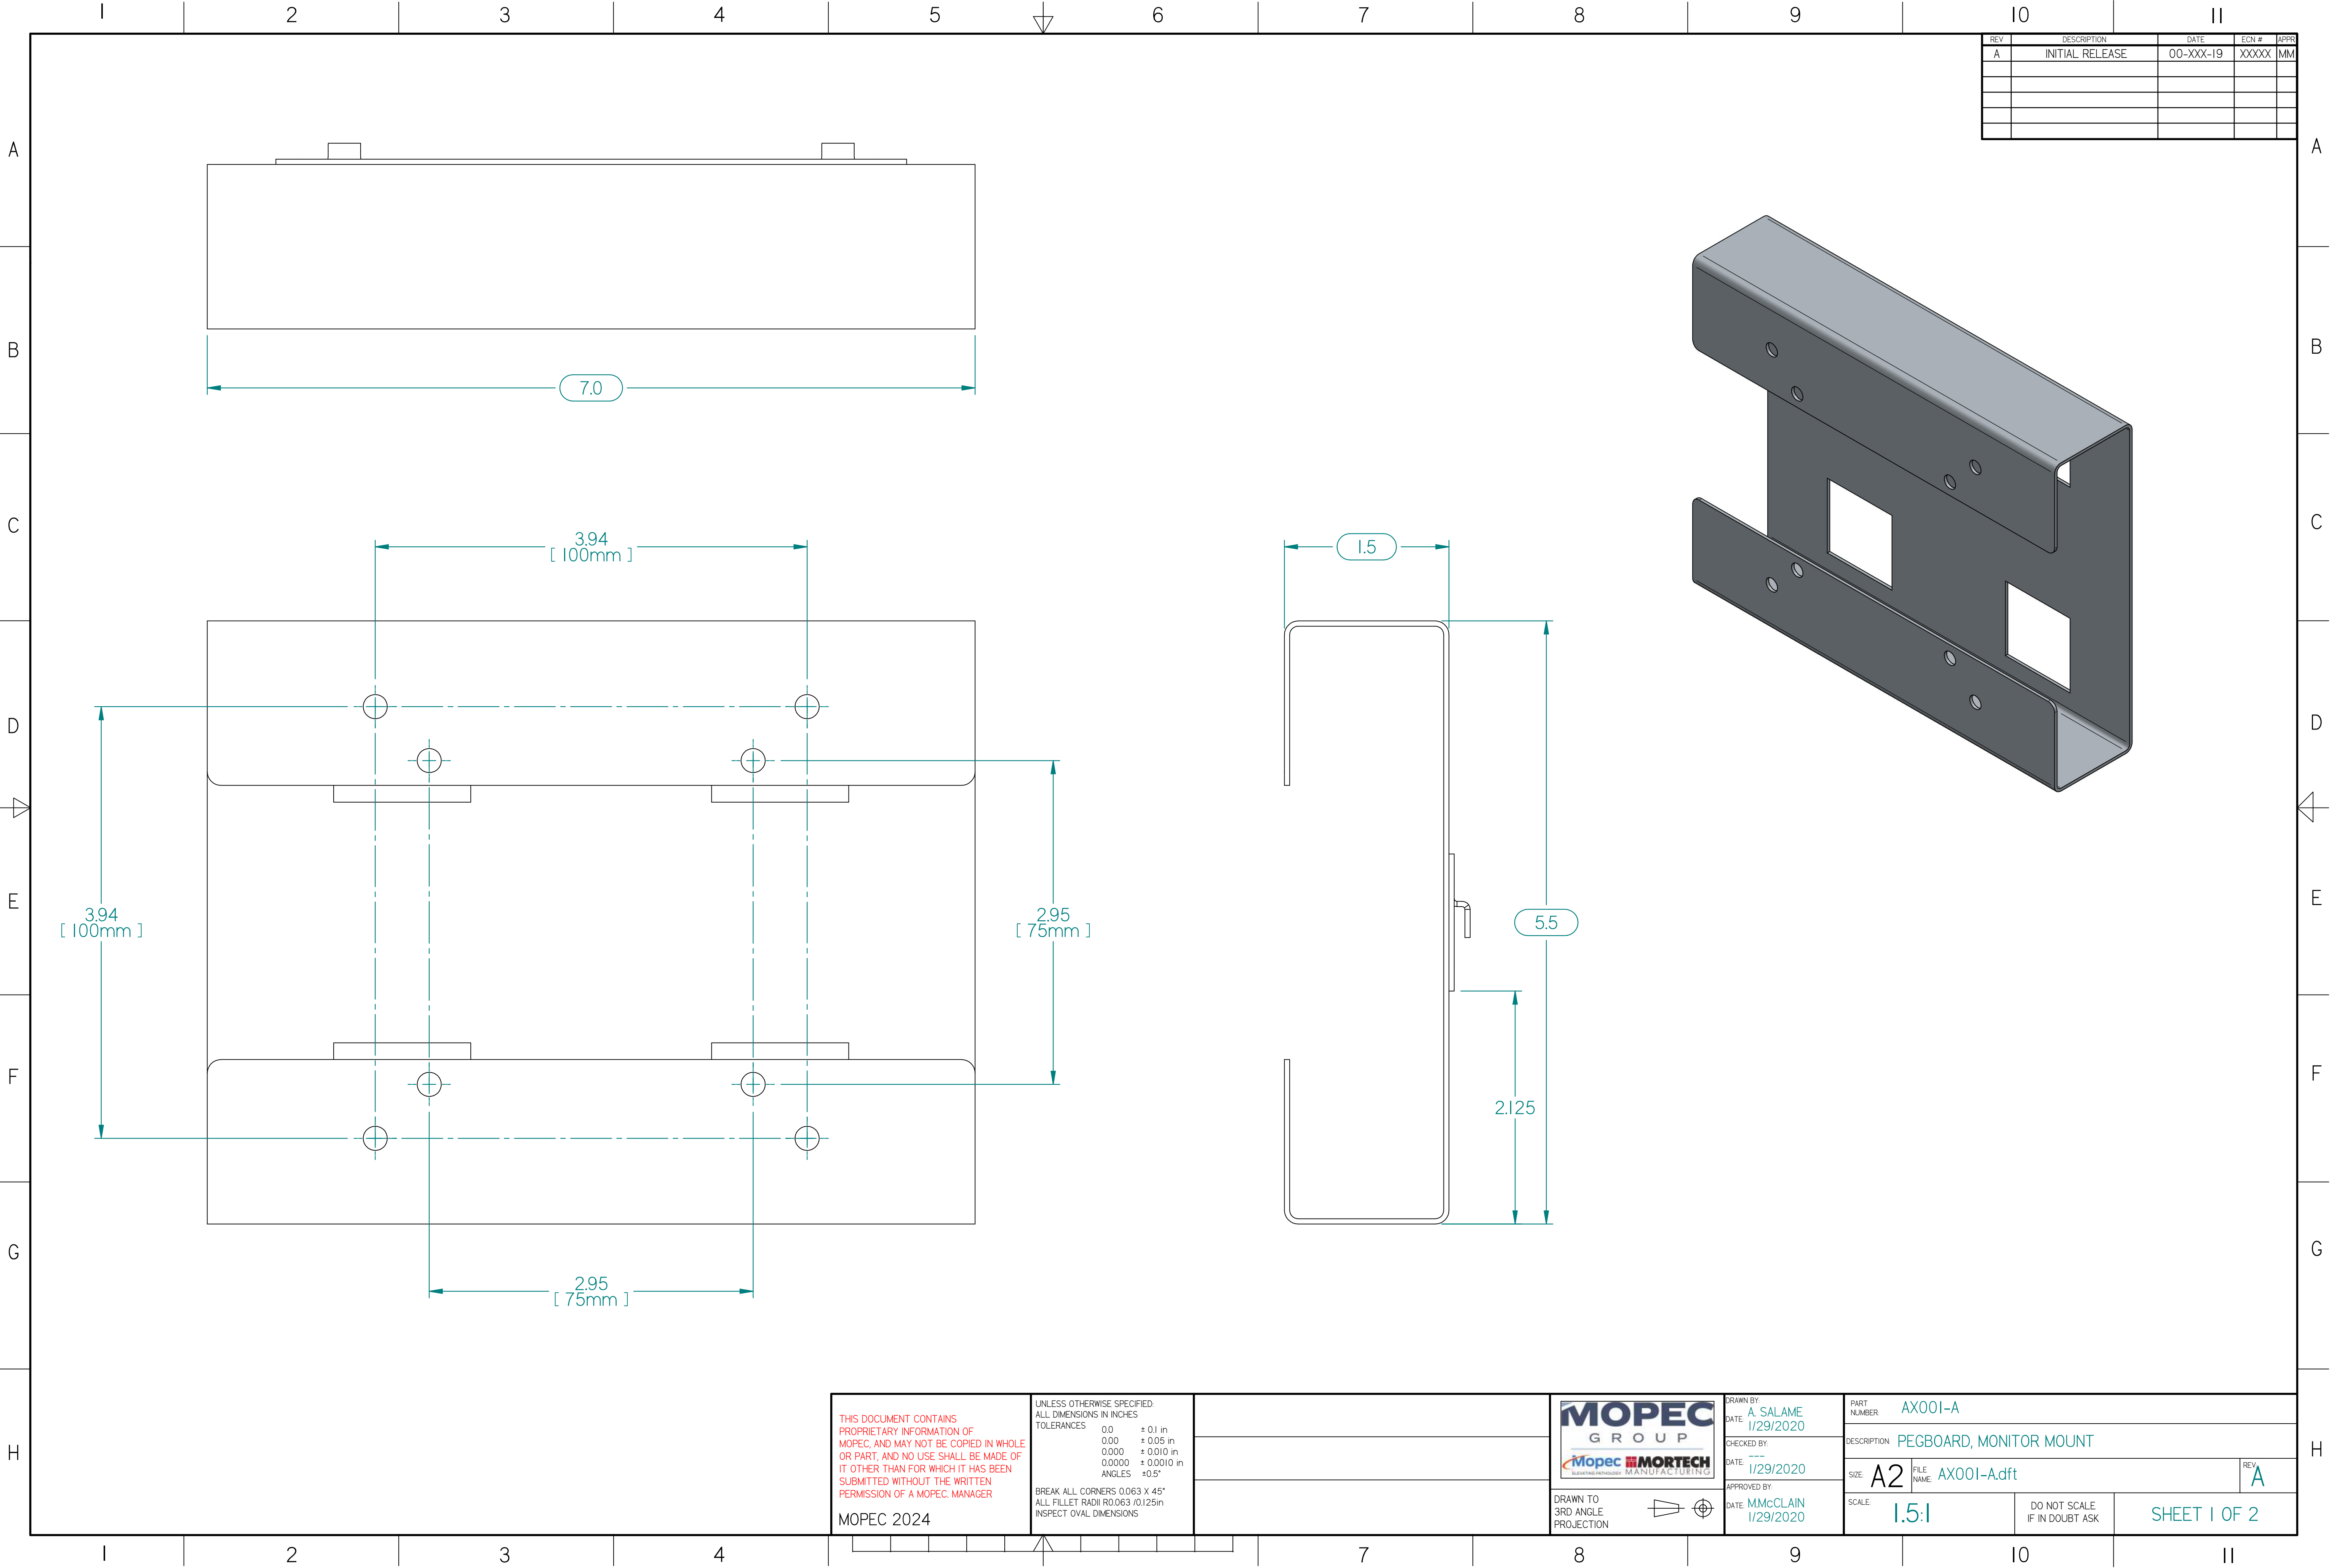 1 2 3 4 5 6 7 8 9 10 11
REV DESCRIPTION DATE ECN # APPR.
A INITIAL RELEASE 00-XXX-19 XXXXX MM
A A
B B
7.0
C C
3.94
[ 100mm ]
1.5
D D
E E
3.94
[ 100mm ]
2.95
[ 75mm ]
5.5
F F
2.125
G G
2.95
[ 75mm ]
H H
THIS DOCUMENT CONTAINS
PROPRIETARY INFORMATION OF
MOPEC, AND MAY NOT BE COPIED IN WHOLE
OR PART, AND NO USE SHALL BE MADE OF
IT OTHER THAN FOR WHICH IT HAS BEEN
SUBMITTED WITHOUT THE WRITTEN
PERMISSION OF A MOPEC. MANAGER
MOPEC 2024
UNLESS OTHERWISE SPECIFIED:
ALL DIMENSIONS IN INCHES
TOLERANCES
0.0 ± 0.1 in
0.00 ± 0.05 in
0.000 ± 0.010 in
0.0000 ± 0.0010 in
ANGLES ±0.5°
BREAK ALL CORNERS 0.063 X 45°
ALL FILLET RADII R0.063 /0.125in
INSPECT OVAL DIMENSIONS
MOPEC
GROUP
Mopec
ELEVATING PATHOLOGY
MORTECH
MANUFACTURING
DRAWN TO
3RD ANGLE
PROJECTION
DRAWN BY:
A. SALAME
DATE: 1/29/2020
CHECKED BY:
---
DATE: 1/29/2020
APPROVED BY:
M.McCLAIN
DATE: 1/29/2020
PART
NUMBER: AX001-A
DESCRIPTION: PEGBOARD, MONITOR MOUNT
SIZE: A2
FILE
NAME: AX001-A.dft
REV: A
SCALE: 1.5:1
DO NOT SCALE
IF IN DOUBT ASK
SHEET 1 OF 2
1 2 3 4 7 8 9 10 11